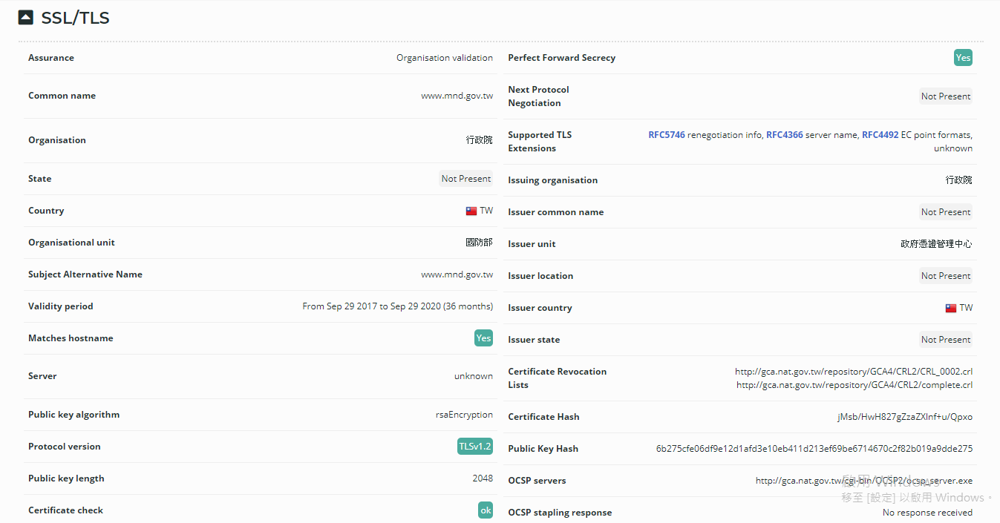 SSL/TLS
Assurance
Organisation validation
Common name
www.mnd.gov.tw
Organisation
行政院
State
Not Present
Country
TW
Organisational unit
國防部
Subject Alternative Name
www.mnd.gov.tw
Validity period
From Sep 29 2017 to Sep 29 2020 (36 months)
Matches hostname
Yes
Server
unknown
Public key algorithm
rsaEncryption
Protocol version
TLSv1.2
Public key length
2048
Certificate check
ok
Perfect Forward Secrecy
Yes
Next Protocol
Negotiation
Not Present
Supported TLS
Extensions
RFC5746 renegotiation info, RFC4366 server name, RFC4492 EC point formats,
unknown
Issuing organisation
行政院
Issuer common name
Not Present
Issuer unit
政府憑證管理中心
Issuer location
Not Present
Issuer country
TW
Issuer state
Not Present
Certificate Revocation
Lists
http://gca.nat.gov.tw/repository/GCA4/CRL2/CRL_0002.crl
http://gca.nat.gov.tw/repository/GCA4/CRL2/complete.crl
Certificate Hash
jMsb/HwH827gZzaZXlnf+u/Qpxo
Public Key Hash
6b275cfe06df9e12d1afd3e10eb411d213ef69be6714670c2f82b019a9dde275
OCSP servers
http://gca.nat.gov.tw/cgi-bin/OCSP2/ocsp_server.exe
OCSP stapling response
No response received
啟用 Windows
移至 [設定] 以啟用 Windows。